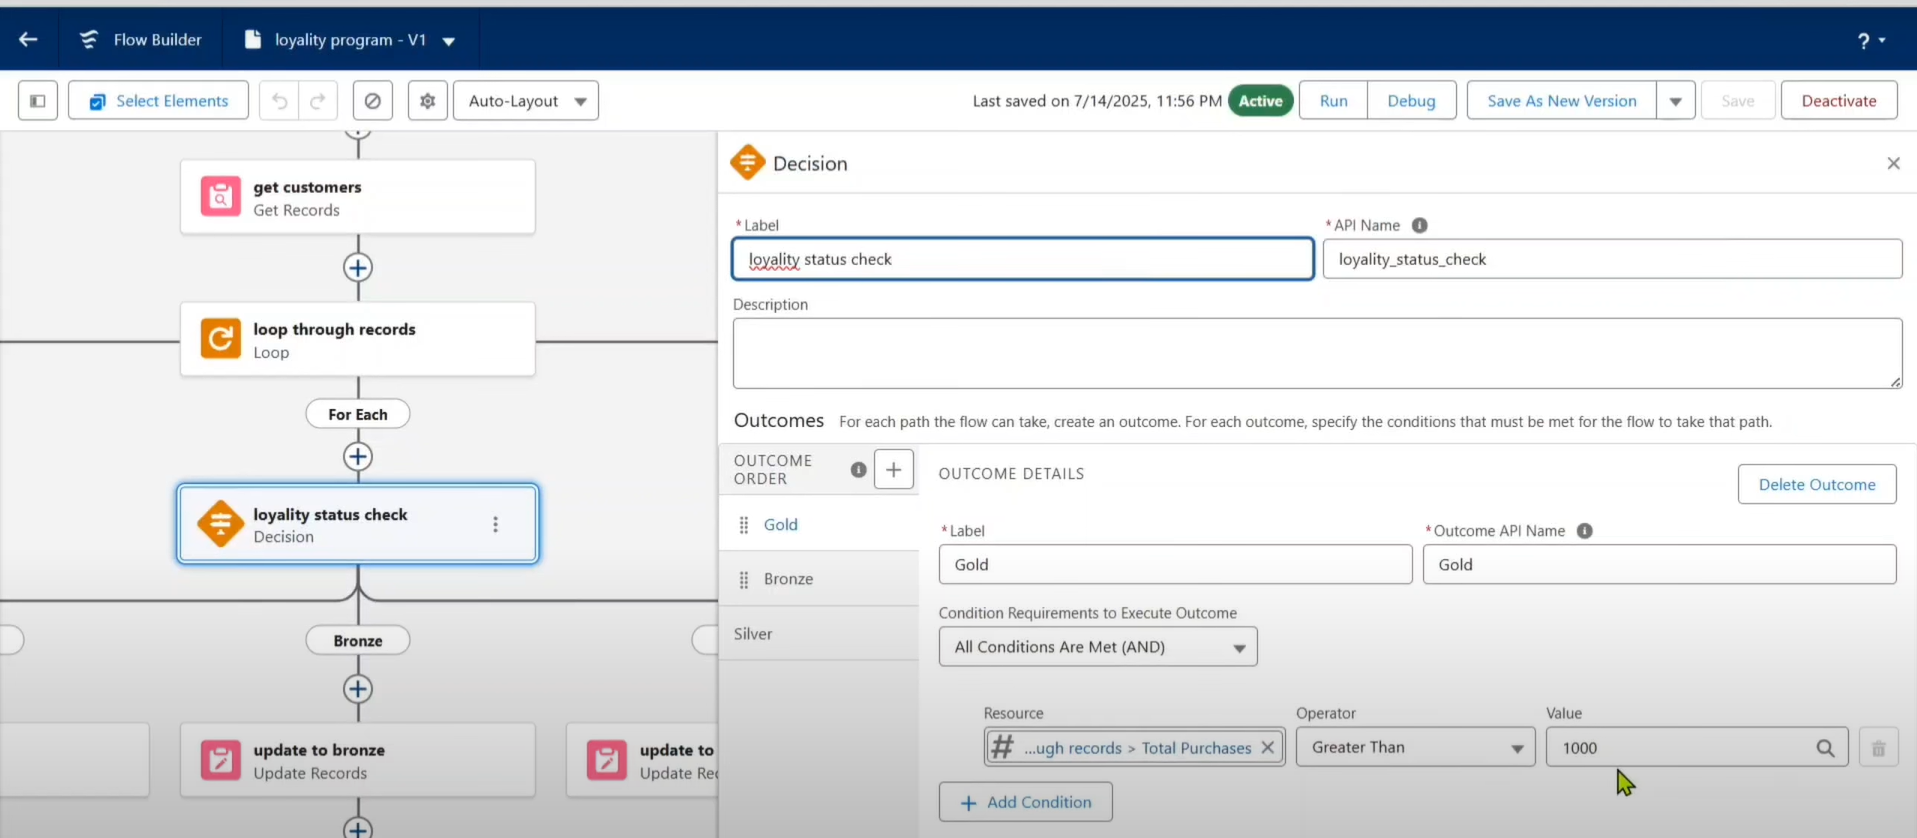 Flow Builder
loyality program - V1
?
Select Elements
Auto-Layout
Last saved on 7/14/2025, 11:56 PM
Active
Run
Debug
Save As New Version
Save
Deactivate
get customers
Get Records
loop through records
Loop
For Each
loyality status check
Decision
Bronze
update to bronze
Update Records
update to
Update Rec
Decision
* Label
loyality status check
* API Name
loyality_status_check
Description
Outcomes For each path the flow can take, create an outcome. For each outcome, specify the conditions that must be met for the flow to take that path.
OUTCOME
ORDER
Gold
Bronze
Silver
OUTCOME DETAILS
Delete Outcome
* Label
Gold
* Outcome API Name
Gold
Condition Requirements to Execute Outcome
All Conditions Are Met (AND)
Resource
...ugh records > Total Purchases
Operator
Greater Than
Value
1000
Add Condition